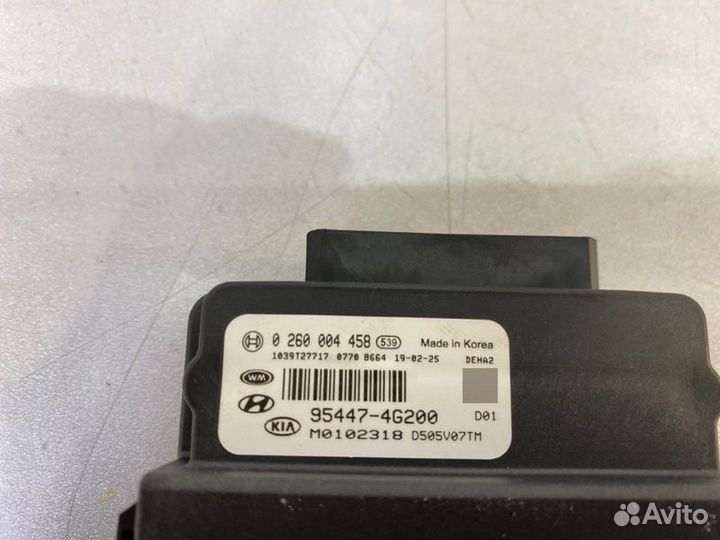 0 260 004 458 539 Made in Korea
1039T27717 0770 8664 19-02-25 DEHA2
WM
95447-4G200 D01
KIA M0102318 D505V07TM
Avito